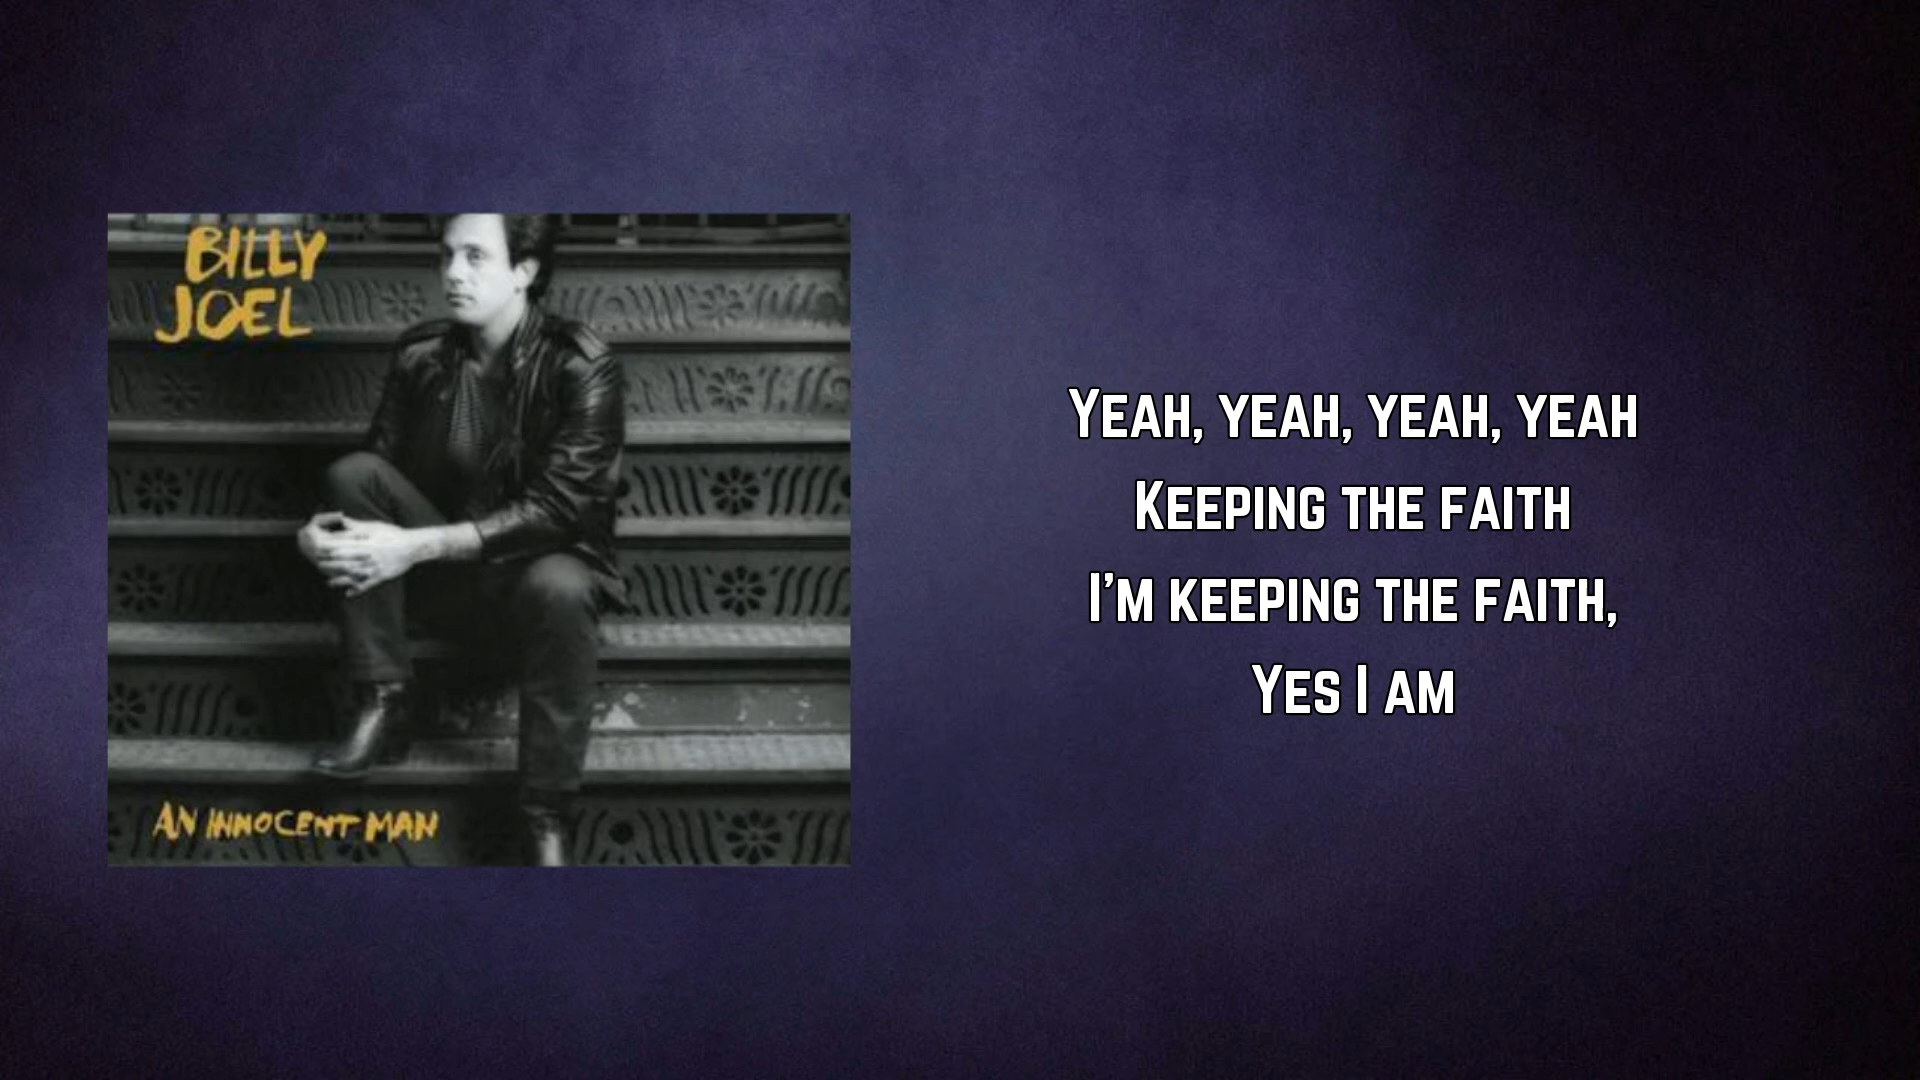 BILLY
JOEL
AN INNOCENT MAN
Yeah, yeah, yeah, yeah
Keeping the faith
I'm keeping the faith,
Yes I am